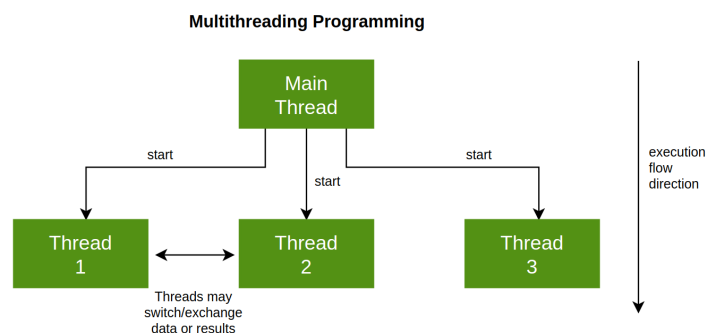 Multithreading Programming
Main
Thread
start
start
start
execution
flow
direction
Thread
1
Thread
2
Thread
3
Threads may
switch/exchange
data or results